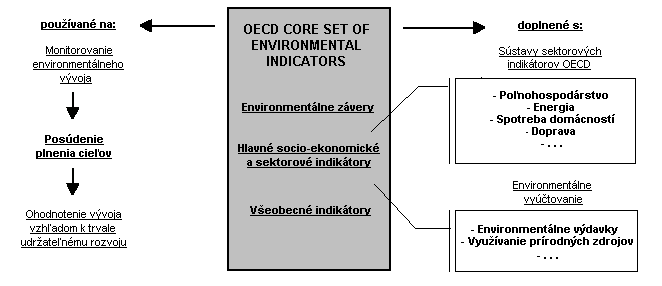 používané na:
Monitorovanie
environmentálneho
vývoja
Posúdenie
plnenia cieľov
Ohodnotenie vývoja
vzhľadom k trvale
udržateľnému rozvoju
OECD CORE SET OF
ENVIRONMENTAL
INDICATORS
Environmentálne závery
Hlavné socio-ekonomické
a sektorové indikátory
Všeobecné indikátory
doplnené s:
Sústavy sektorových
indikátorov OECD
- Poľnohospodárstvo
- Energia
- Spotreba domácností
- Doprava
- . . .
Environmentálne
vyúčtovanie
- Environmentálne výdavky
- Využívanie prírodných zdrojov
- . . .